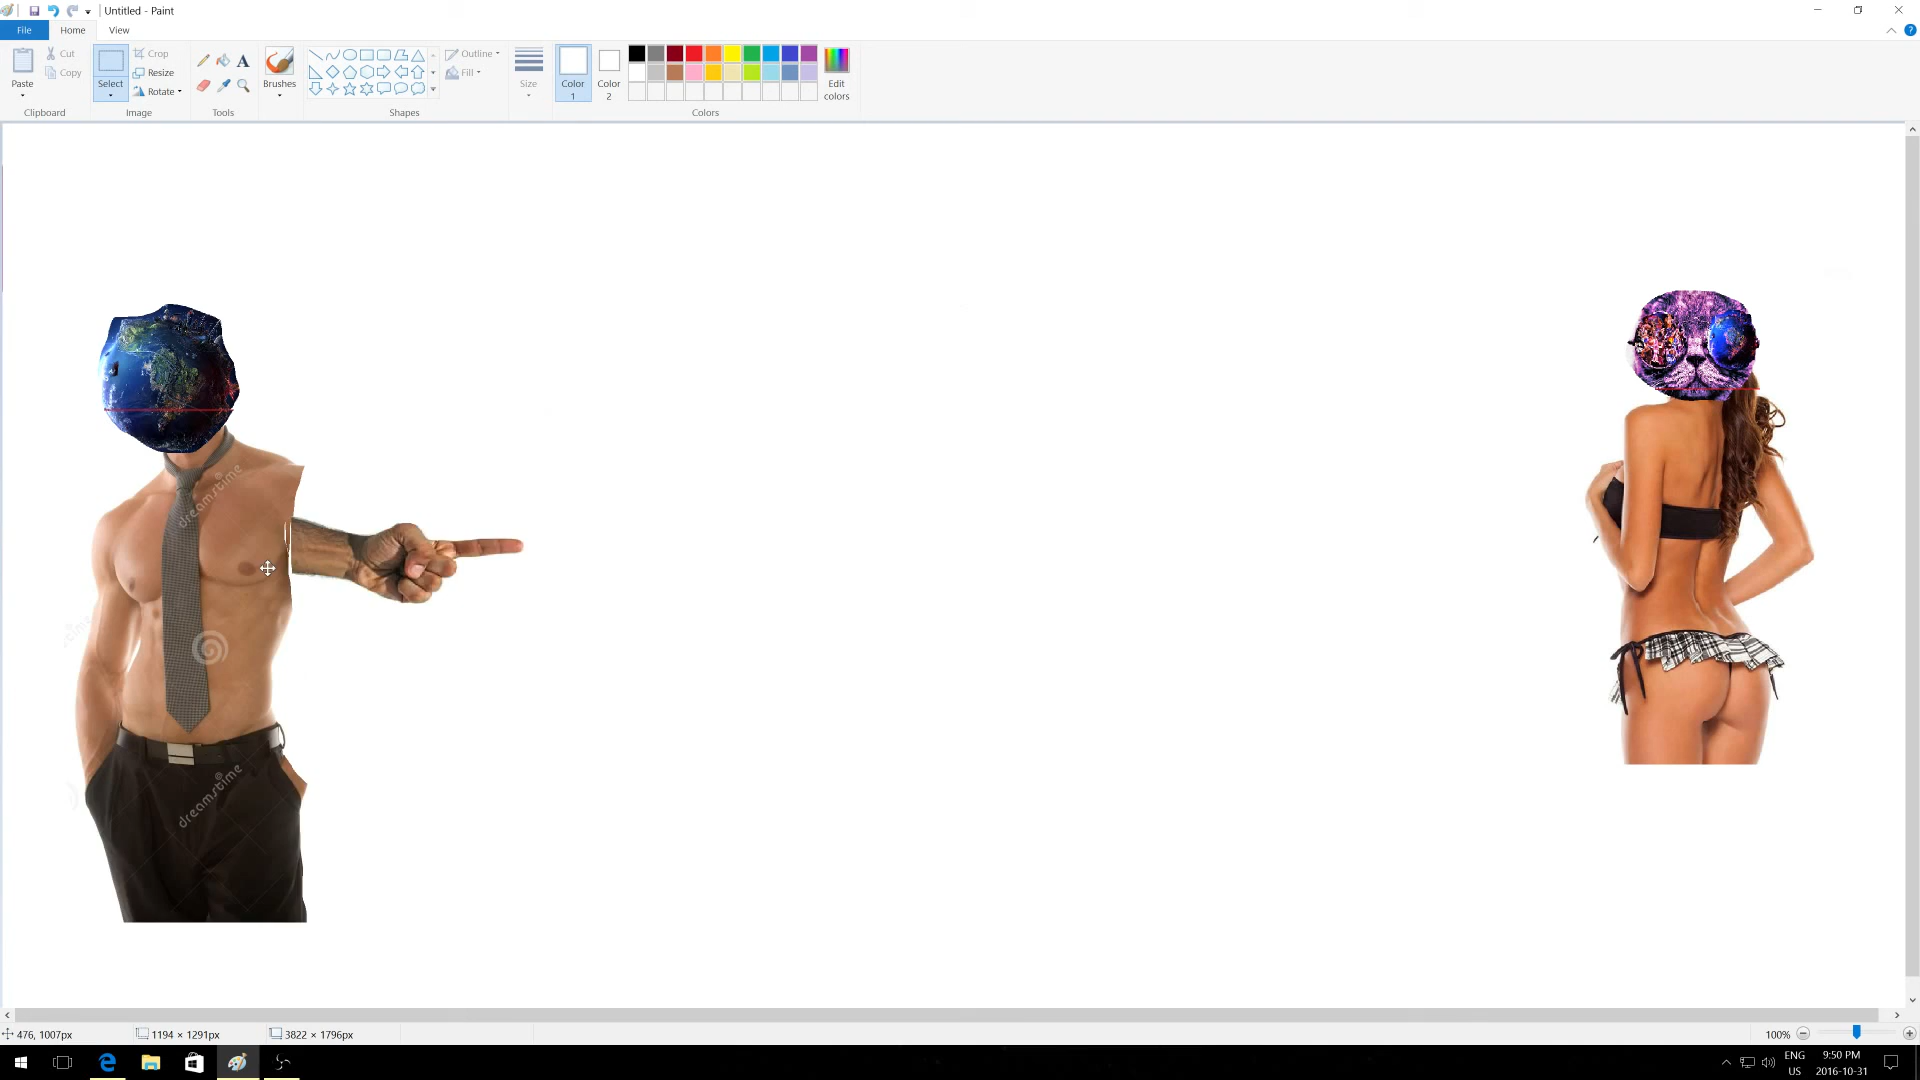 Untitled - Paint
File
Home
View
Paste
Cut
Copy
Clipboard
Select
Crop
Resize
Rotate
Image
Tools
Brushes
Shapes
Outline
Fill
Size
Color 1
Color 2
Edit colors
Colors
dreamstime
dreamstime
476, 1007px
1194 × 1291px
3822 × 1796px
100%
ENG
US
9:50 PM
2016-10-31